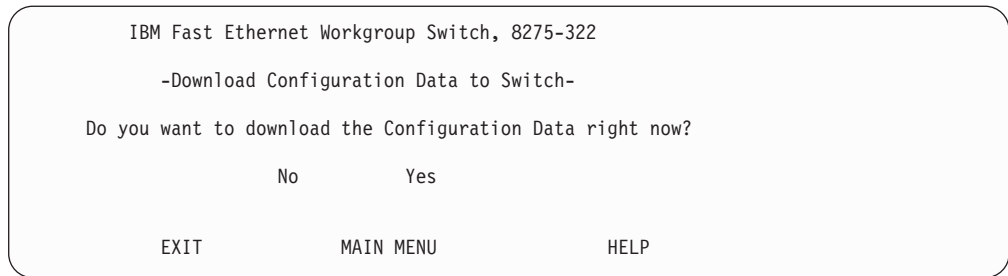 IBM Fast Ethernet Workgroup Switch, 8275-322
-Download Configuration Data to Switch-
Do you want to download the Configuration Data right now?
No Yes
EXIT MAIN MENU HELP